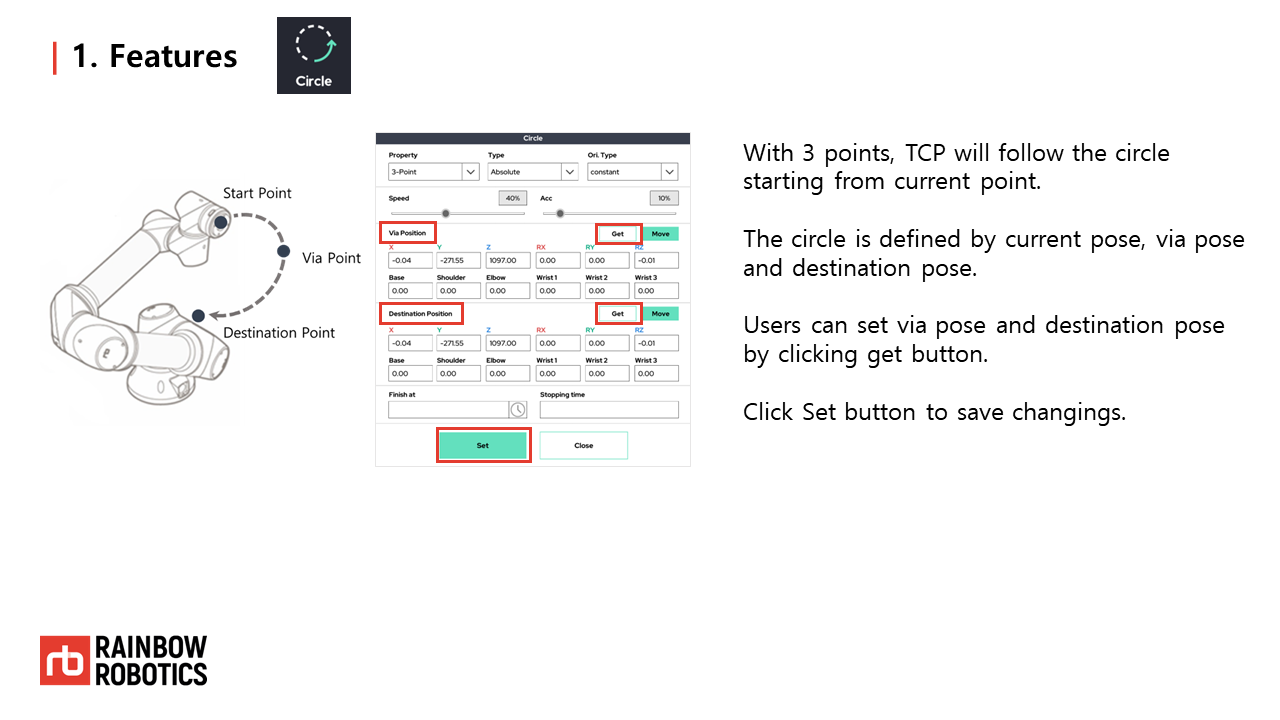 1. Features
Circle
Start Point
Via Point
Destination Point
Circle
Property Type Ori. Type
3-Point Absolute constant
Speed 40% Acc 10%
Via Position Get Move
X Y Z RX RY RZ
-0.04 -271.55 1097.00 0.00 0.00 -0.01
Base Shoulder Elbow Wrist 1 Wrist 2 Wrist 3
0.00 0.00 0.00 0.00 0.00 0.00
Destination Position Get Move
X Y Z RX RY RZ
-0.04 -271.55 1097.00 0.00 0.00 -0.01
Base Shoulder Elbow Wrist 1 Wrist 2 Wrist 3
0.00 0.00 0.00 0.00 0.00 0.00
Finish at Stopping time
Set Close
With 3 points, TCP will follow the circle
starting from current point.
The circle is defined by current pose, via pose
and destination pose.
Users can set via pose and destination pose
by clicking get button.
Click Set button to save changings.
rb
RAINBOW
ROBOTICS